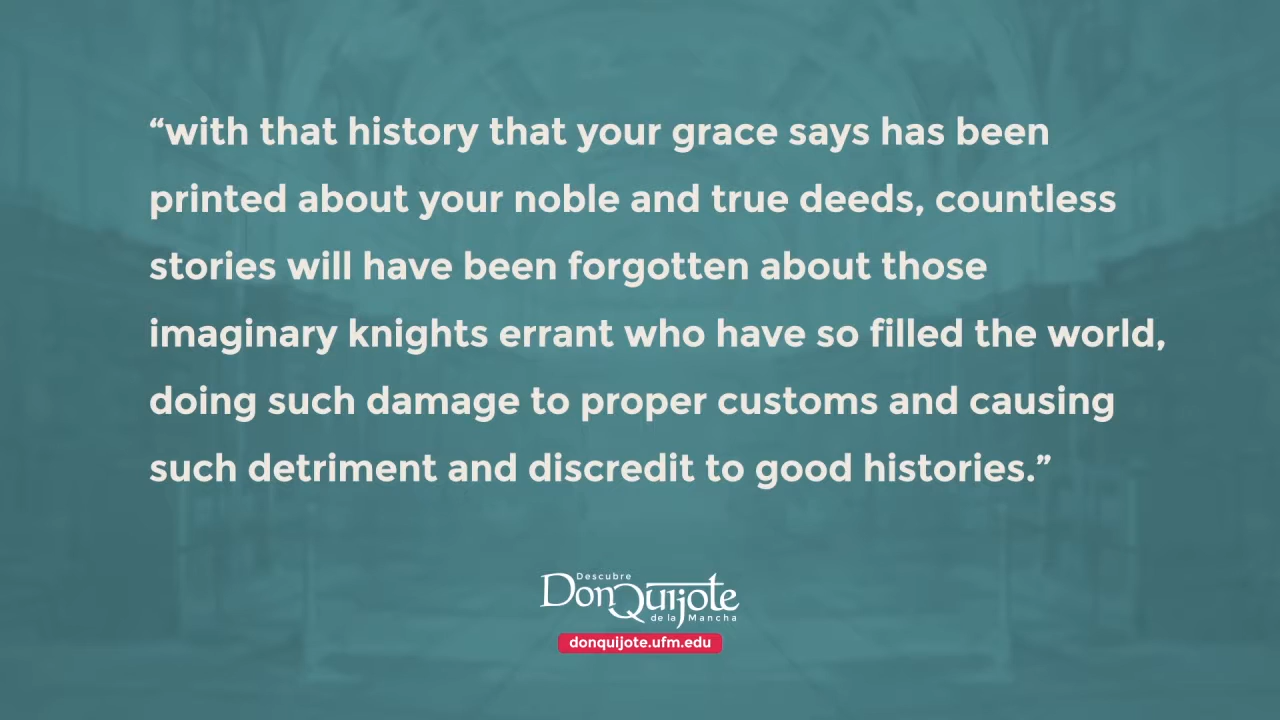 “with that history that your grace says has been
printed about your noble and true deeds, countless
stories will have been forgotten about those
imaginary knights errant who have so filled the world,
doing such damage to proper customs and causing
such detriment and discredit to good histories.”
Descubre
Don Quijote
de la Mancha
donquijote.ufm.edu